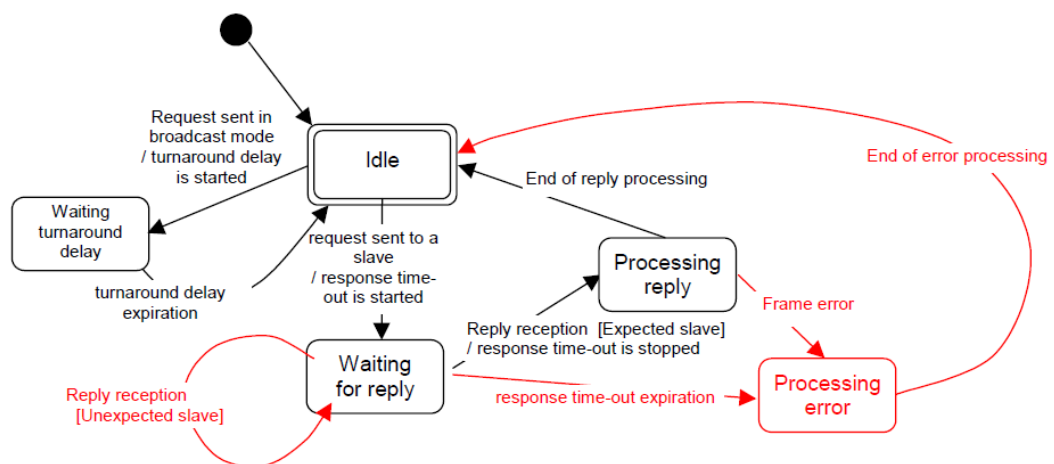 Request sent in
broadcast mode
/ turnaround delay
is started
Idle
End of error processing
End of reply processing
Waiting
turnaround
delay
request sent to a
slave
/ response time-
out is started
Processing
reply
turnaround delay
expiration
Frame error
Reply reception [Expected slave]
/ response time-out is stopped
Waiting
for reply
Reply reception
[Unexpected slave]
response time-out expiration
Processing
error